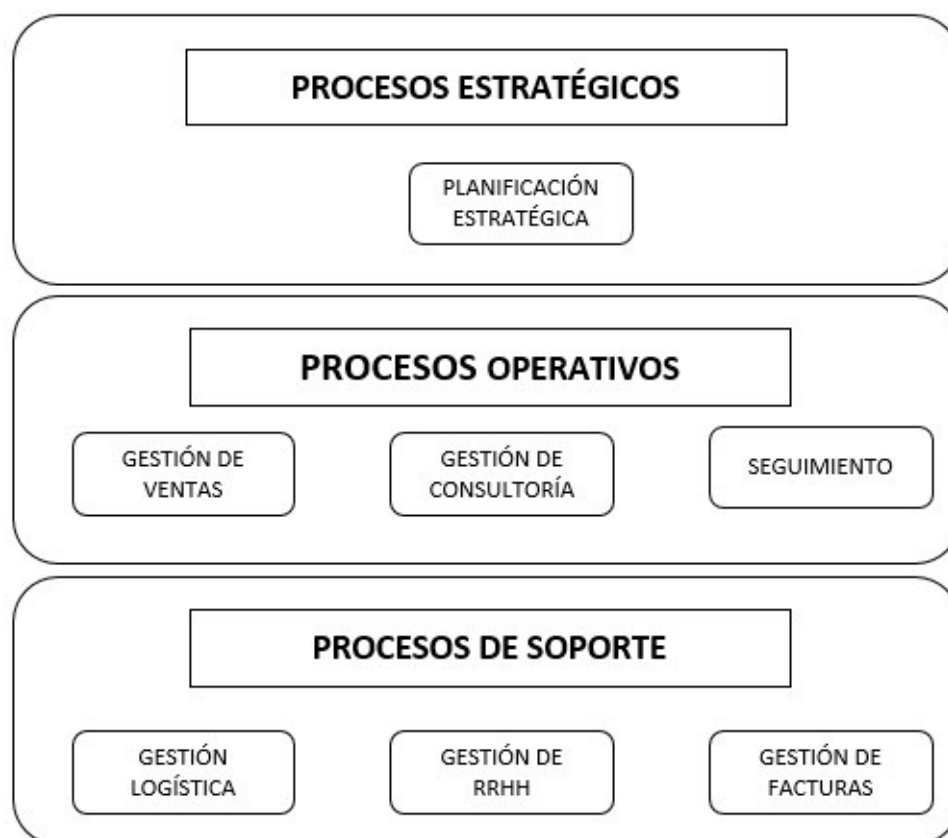 PROCESOS ESTRATÉGICOS
PLANIFICACIÓN
ESTRATÉGICA
PROCESOS OPERATIVOS
GESTIÓN DE
VENTAS
GESTIÓN DE
CONSULTORÍA
SEGUIMIENTO
PROCESOS DE SOPORTE
GESTIÓN
LOGÍSTICA
GESTIÓN DE
RRHH
GESTIÓN DE
FACTURAS